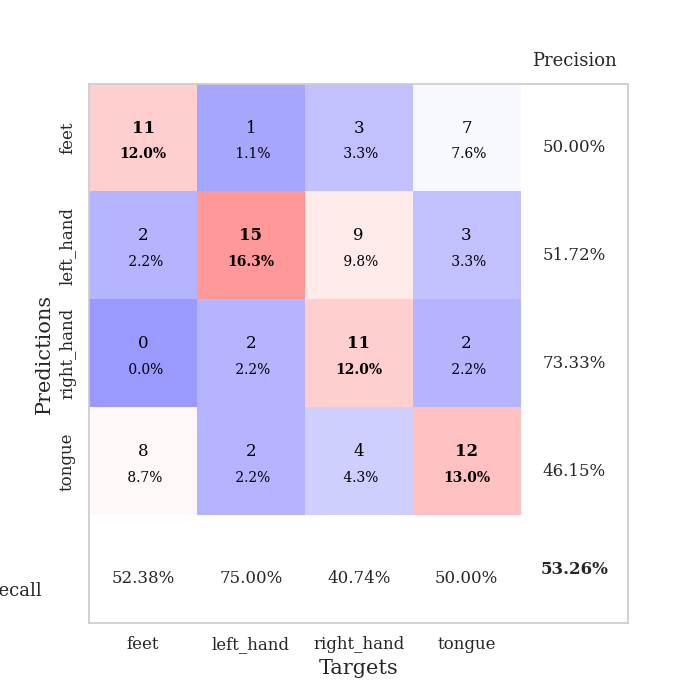 Precision
feet
11 1 3 7
12.0% 1.1% 3.3% 7.6%
50.00%
left_hand
2 15 9 3
2.2% 16.3% 9.8% 3.3%
51.72%
Predictions
right_hand
0 2 11 2
0.0% 2.2% 12.0% 2.2%
73.33%
tongue
8 2 4 12
8.7% 2.2% 4.3% 13.0%
46.15%
ecall
52.38% 75.00% 40.74% 50.00% 53.26%
feet left_hand right_hand tongue
Targets